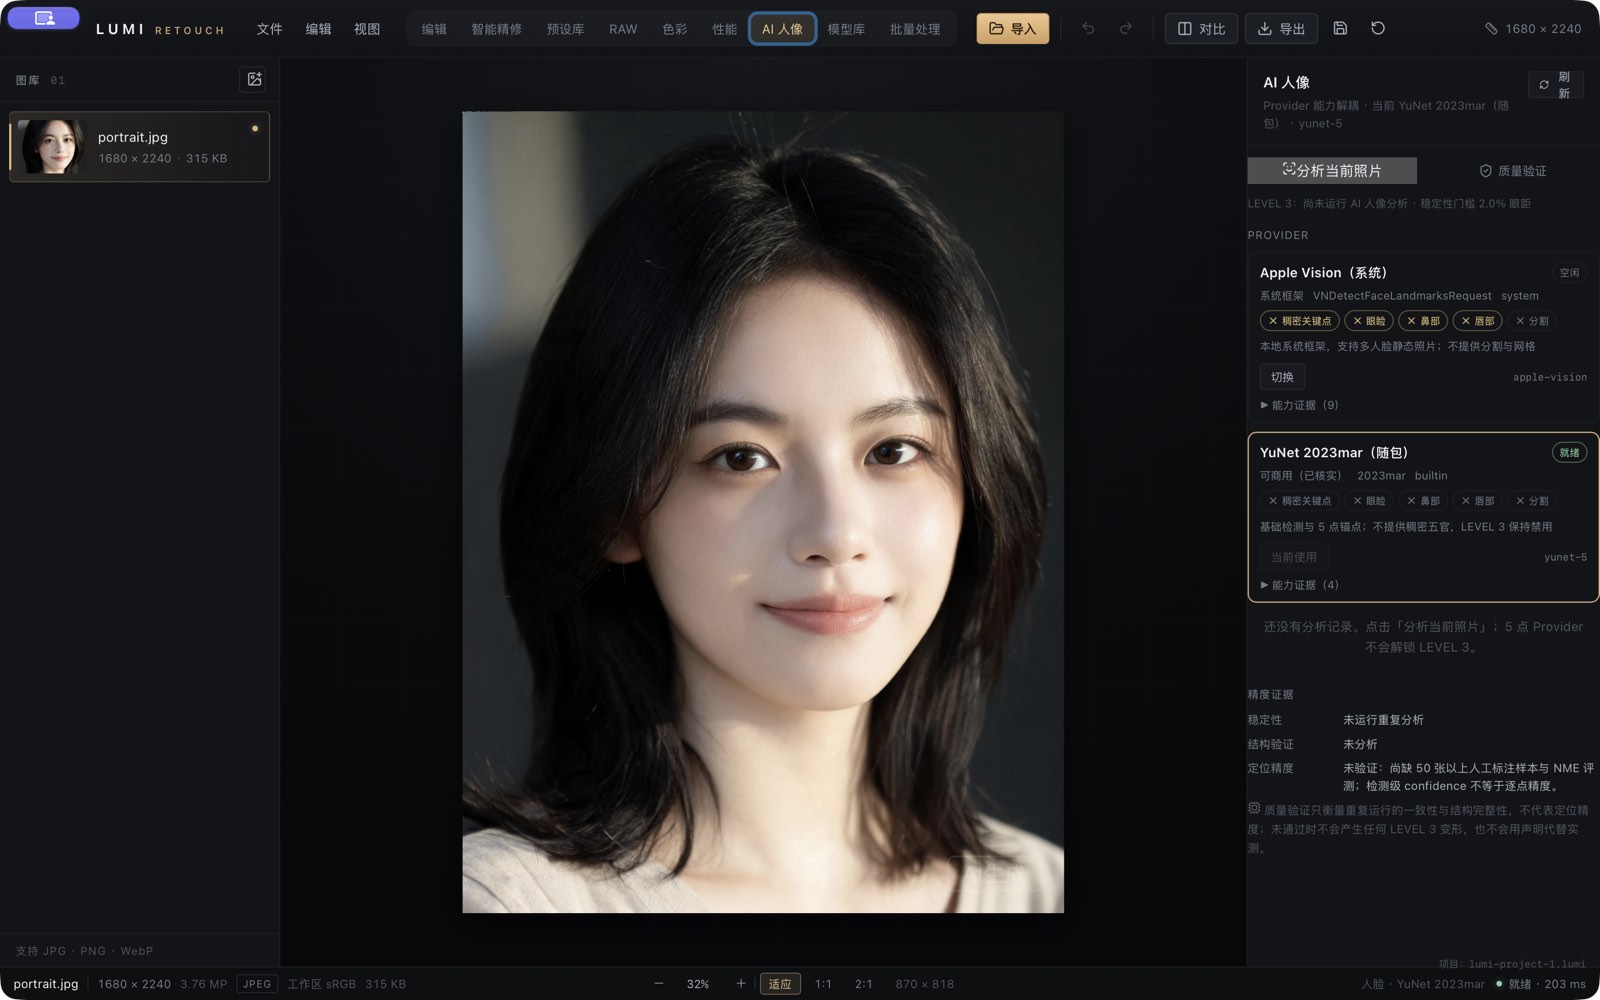 LUMI RETOUCH
文件 编辑 视图
编辑 智能精修 预设库 RAW 色彩 性能 AI 人像 模型库 批量处理
导入
对比
导出
1680 × 2240
图库 01
portrait.jpg
1680 × 2240 · 315 KB
支持 JPG · PNG · WebP
AI 人像
刷新
Provider 能力解耦 · 当前 YuNet 2023mar（随
包） · yunet-5
分析当前照片
质量验证
LEVEL 3：尚未运行 AI 人像分析 · 稳定性门槛 2.0% 眼距
PROVIDER
Apple Vision（系统）
空闲
系统框架 VNDetectFaceLandmarksRequest system
× 稠密关键点 × 眼睑 × 鼻部 × 唇部 × 分割
本地系统框架，支持多人脸静态照片；不提供分割与网格
切换
apple-vision
▶ 能力证据（9）
YuNet 2023mar（随包）
就绪
可商用（已核实） 2023mar builtin
× 稠密关键点 × 眼睑 × 鼻部 × 唇部 × 分割
基础检测与 5 点锚点；不提供稠密五官，LEVEL 3 保持禁用
当前使用
yunet-5
▶ 能力证据（4）
还没有分析记录。点击「分析当前照片」；5 点 Provider
不会解锁 LEVEL 3。
精度证据
稳定性 未运行重复分析
结构验证 未分析
定位精度 未验证：尚缺 50 张以上人工标注样本与 NME 评
测；检测级 confidence 不等于逐点精度。
质量验证只衡量重复运行的一致性与结构完整性，不代表定位精
度；未通过时不会产生任何 LEVEL 3 变形，也不会用声明代替实
测。
项目：lumi-project-1.lumi
portrait.jpg 1680 × 2240 3.76 MP JPEG 工作区 sRGB 315 KB
− 32% + 适应 1:1 2:1 870 × 818
人脸 · YuNet 2023mar 就绪 · 203 ms